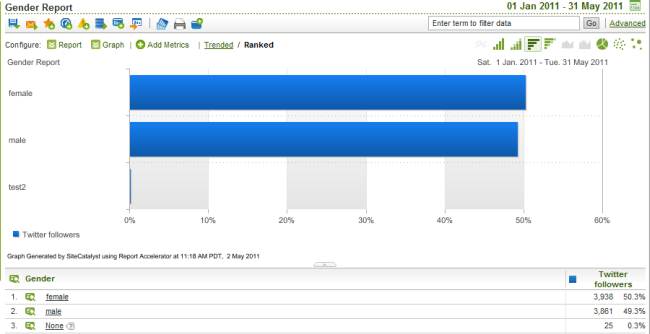 Gender Report
01 Jan 2011 - 31 May 2011
Enter term to filter data Go Advanced
Configure: Report Graph Add Metrics Trended / Ranked
Gender Report Sat. 1 Jan. 2011 - Tue. 31 May 2011
female
male
test2
0% 10% 20% 30% 40% 50% 60%
Twitter followers
Graph Generated by SiteCatalyst using Report Accelerator at 11:18 AM PDT, 2 May 2011
Gender Twitter followers
1. female 3,938 50.3%
2. male 3,861 49.3%
3. None (?) 25 0.3%